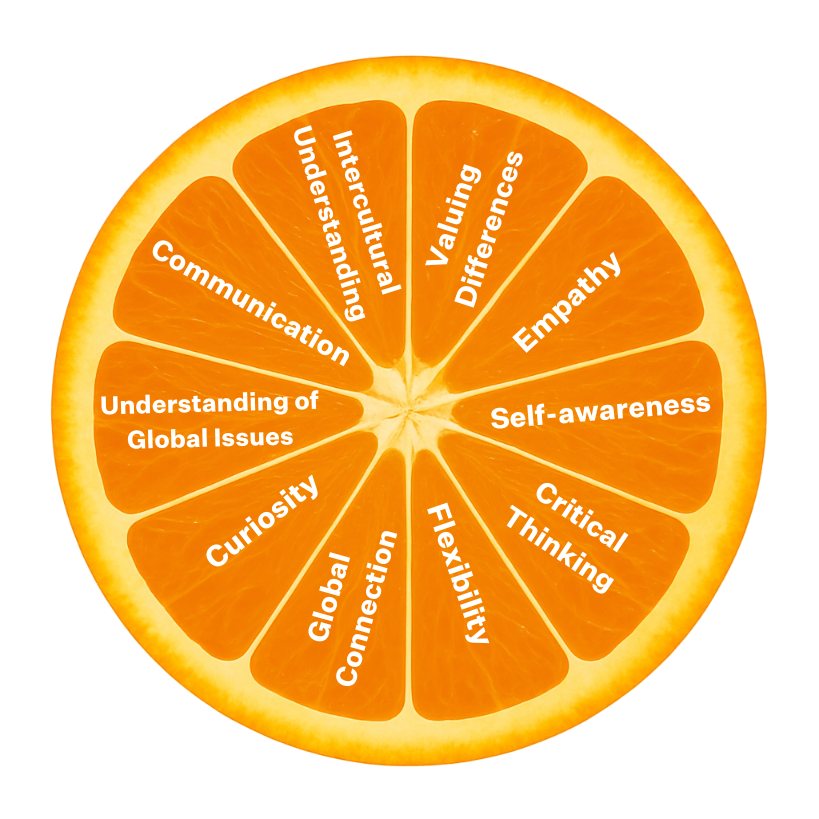 Valuing
Differences
Empathy
Self-awareness
Critical
Thinking
Flexibility
Global
Connection
Curiosity
Understanding of
Global Issues
Communication
Intercultural
Understanding